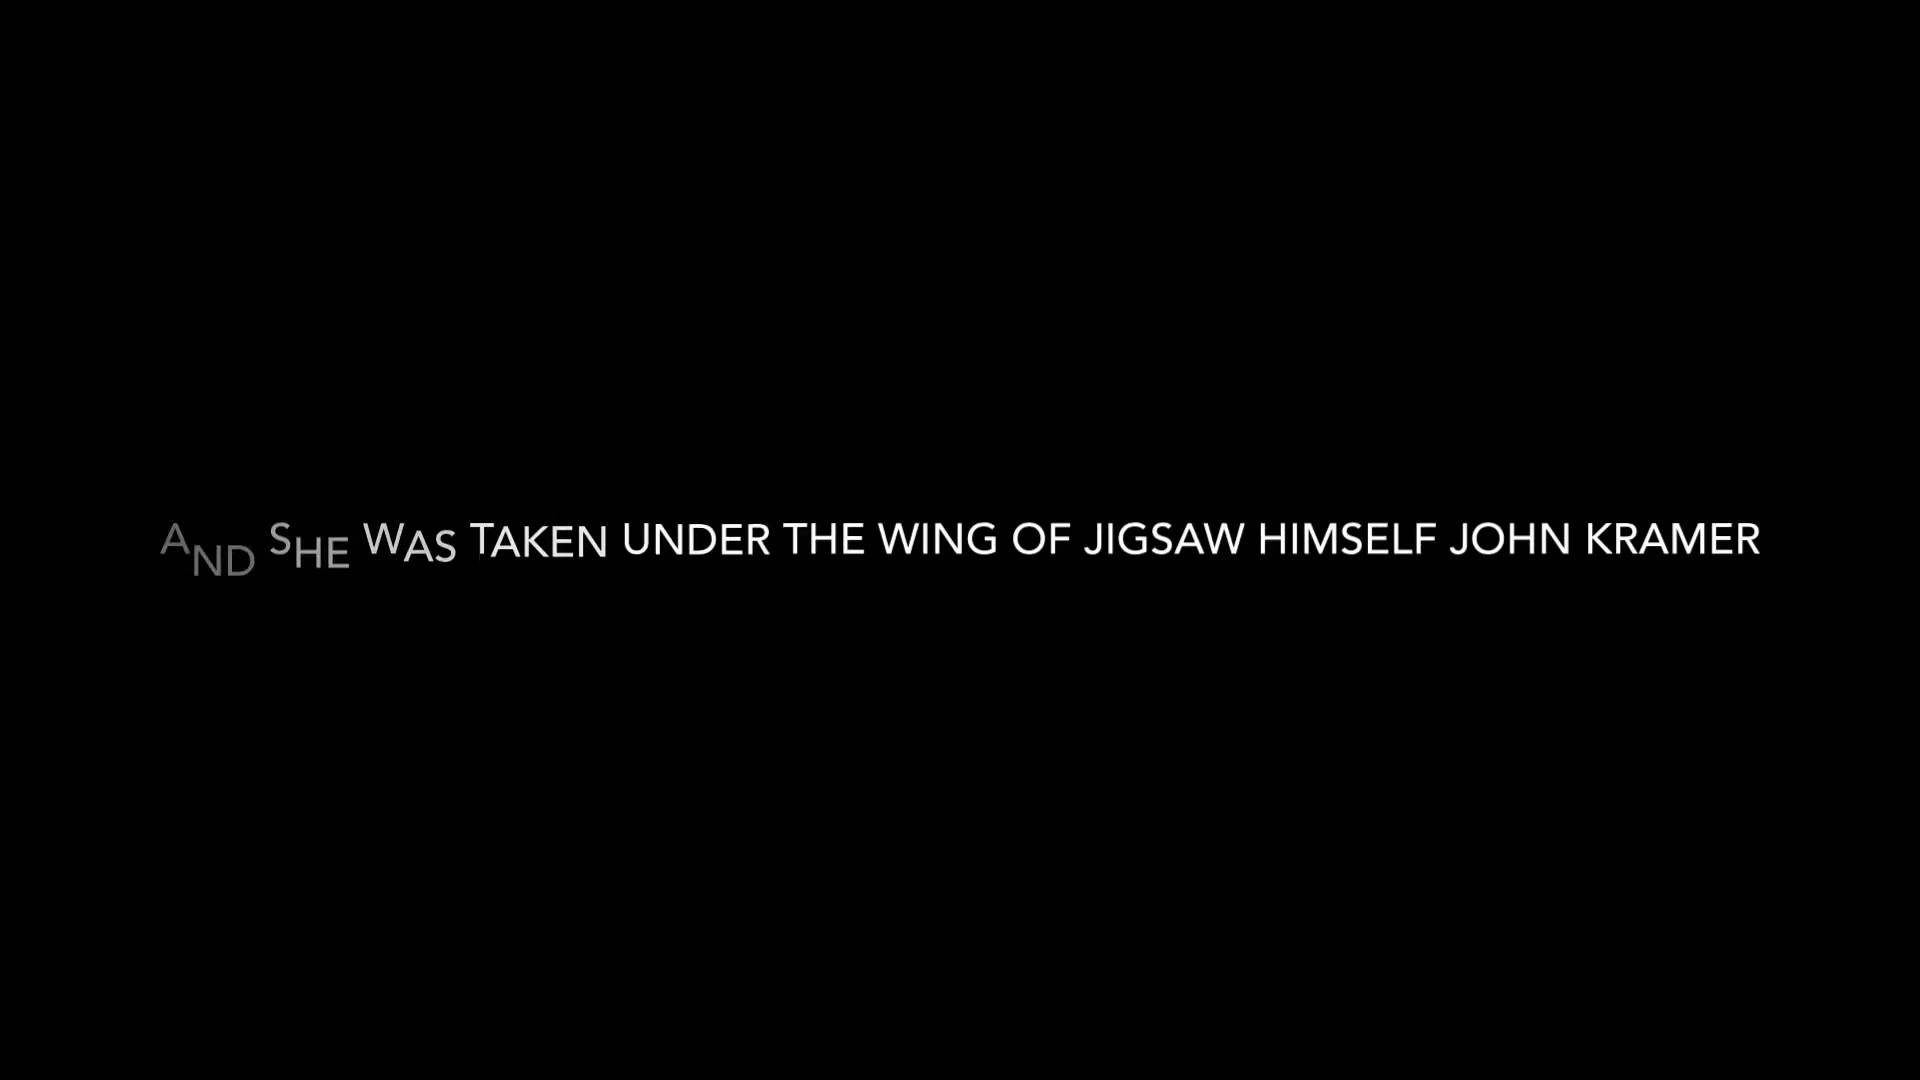 AND SHE WAS TAKEN UNDER THE WING OF JIGSAW HIMSELF JOHN KRAMER